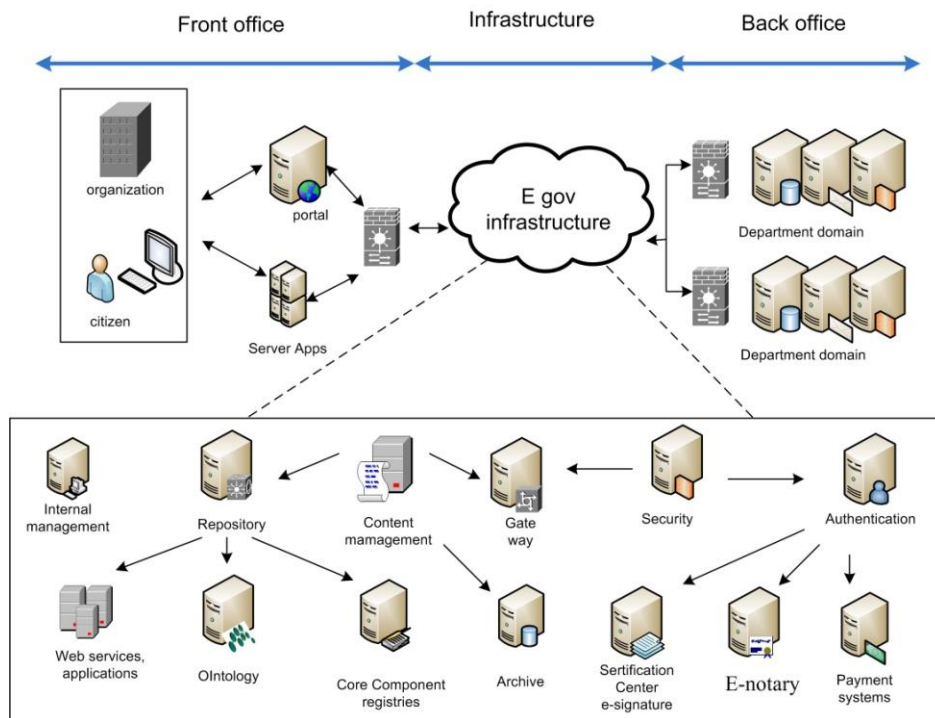 Front office
Infrastructure
Back office
organization
citizen
portal
Server Apps
E gov
infrastructure
Department domain
Department domain
Internal
management
Repository
Content
management
Gate
way
Security
Authentication
Web services,
applications
OIntology
Core Component
registries
Archive
Sertification
Center
e-signature
E-notary
Payment
systems